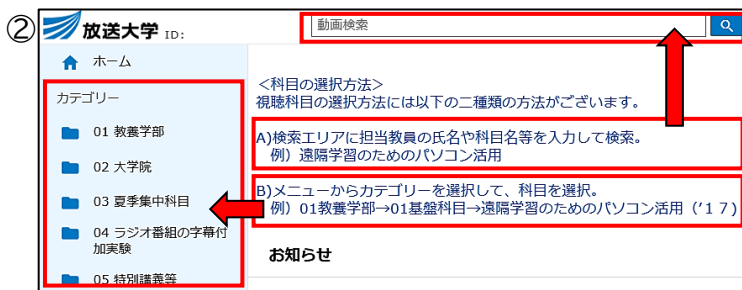 ②
放送大学 ID:
動画検索
ホーム
カテゴリー
01 教養学部
02 大学院
03 夏季集中科目
04 ラジオ番組の字幕付
加実験
05 特別講義等
＜科目の選択方法＞
視聴科目の選択方法には以下の二種類の方法がございます。
A)検索エリアに担当教員の氏名や科目名等を入力して検索。
例）遠隔学習のためのパソコン活用
B)メニューからカテゴリーを選択して、科目を選択。
例）01教養学部→01基盤科目→遠隔学習のためのパソコン活用（'１７)
お知らせ